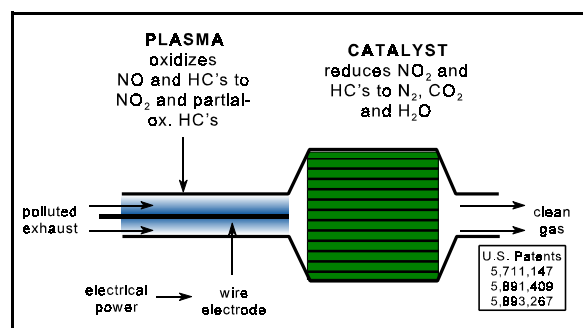 PLASMA
oxidizes
NO and HC's to
NO2 and partial-
ox. HC's
CATALYST
reduces NO2 and
HC's to N2, CO2
and H2O
polluted
exhaust
clean
gas
electrical
power
wire
electrode
U.S. Patents
5,711,147
5,891,409
5,893,267